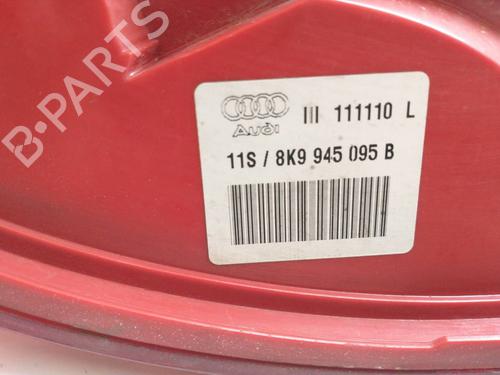 B-PARTS
III 111110 L
Audi
11S / 8K9 945 095 B